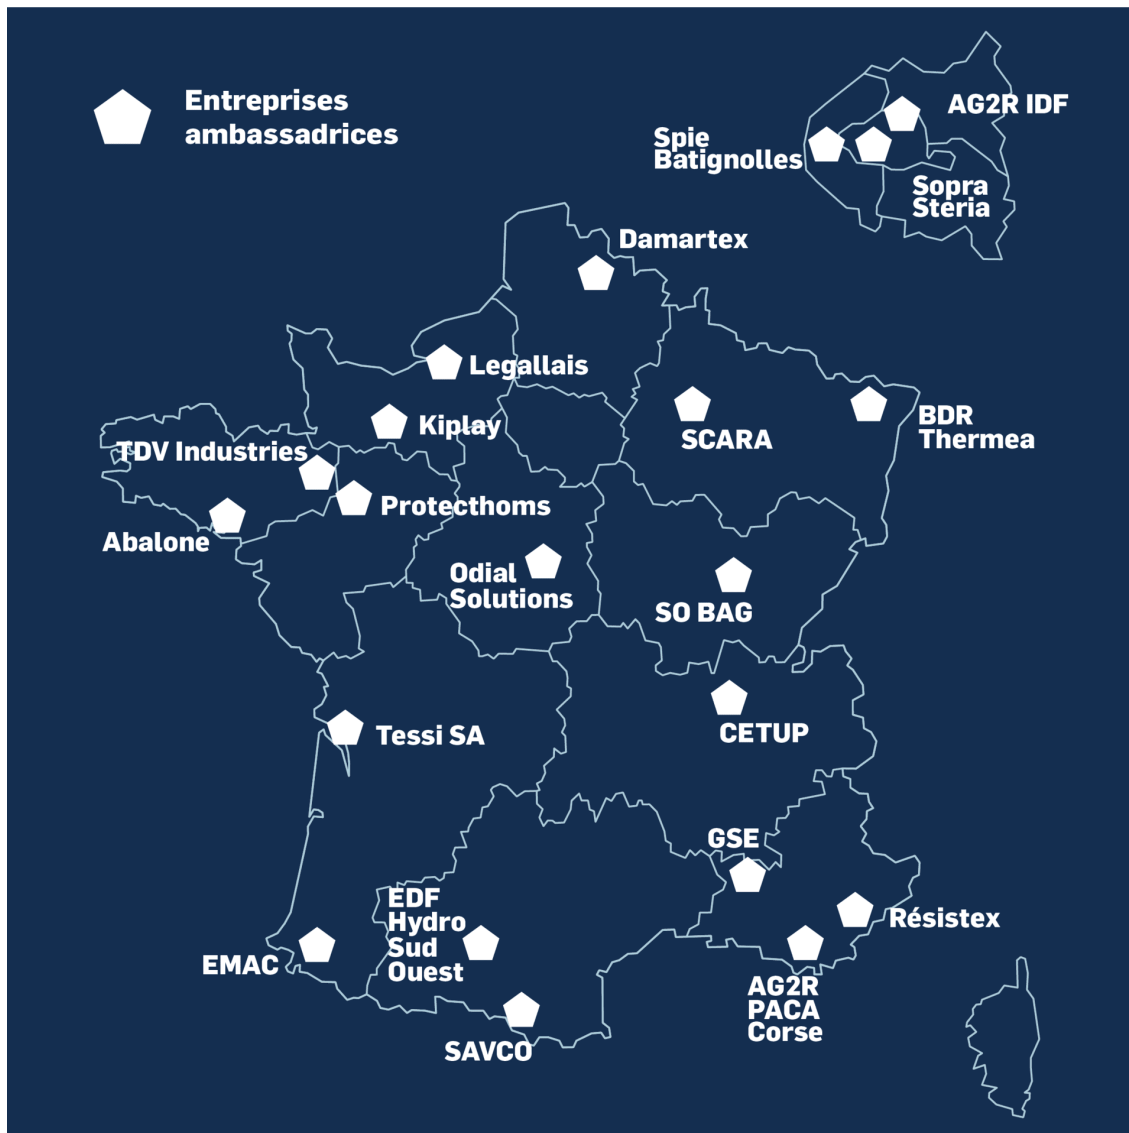 Entreprises
ambassadrices
AG2R IDF
Spie
Batignolles
Sopra
Steria
Damartex
Legallais
Kiplay
SCARA
BDR
Thermea
TDV Industries
Protecthoms
Abalone
Odial
Solutions
SO BAG
CETUP
Tessi SA
GSE
EDF
Hydro
Sud
Ouest
Résistex
EMAC
AG2R
PACA
Corse
SAVCO